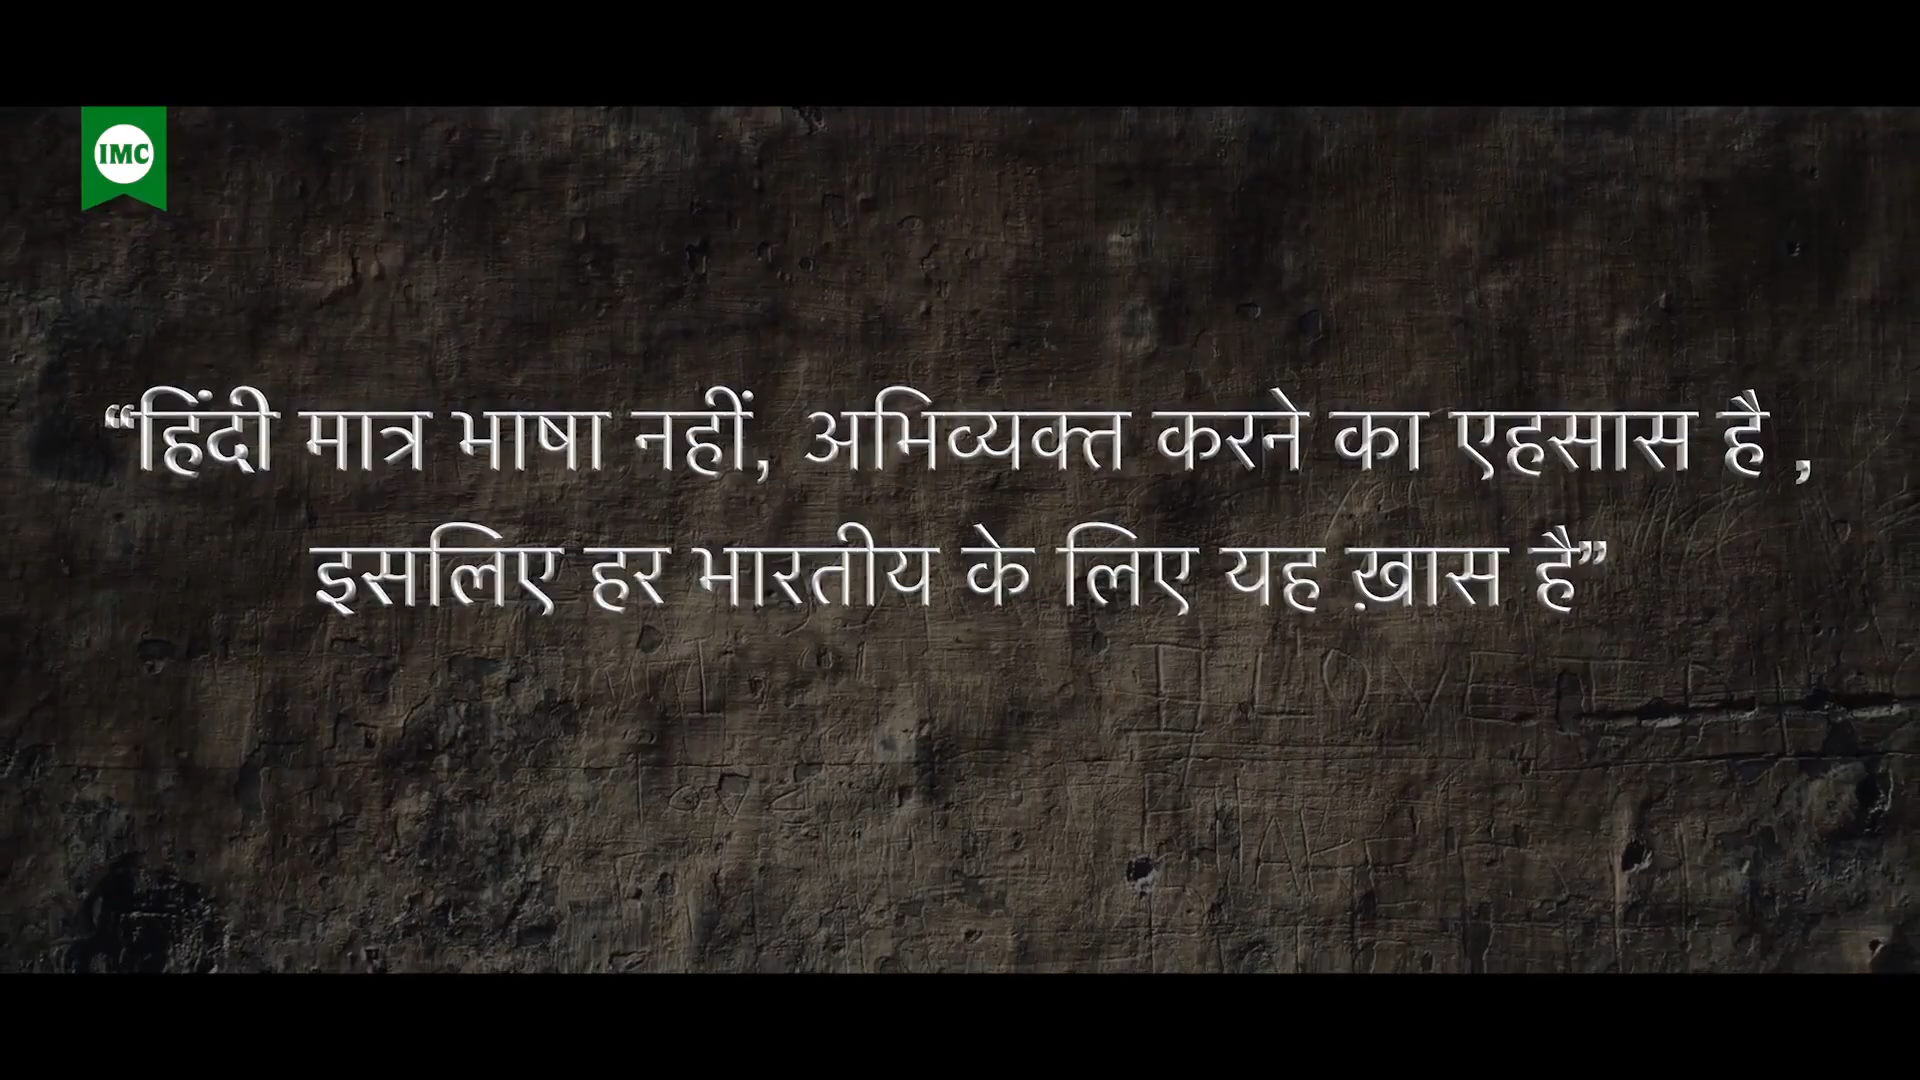 IMC
“हिंदी मात्र भाषा नहीं, अभिव्यक्त करने का एहसास है ,
इसलिए हर भारतीय के लिए यह ख़ास है”